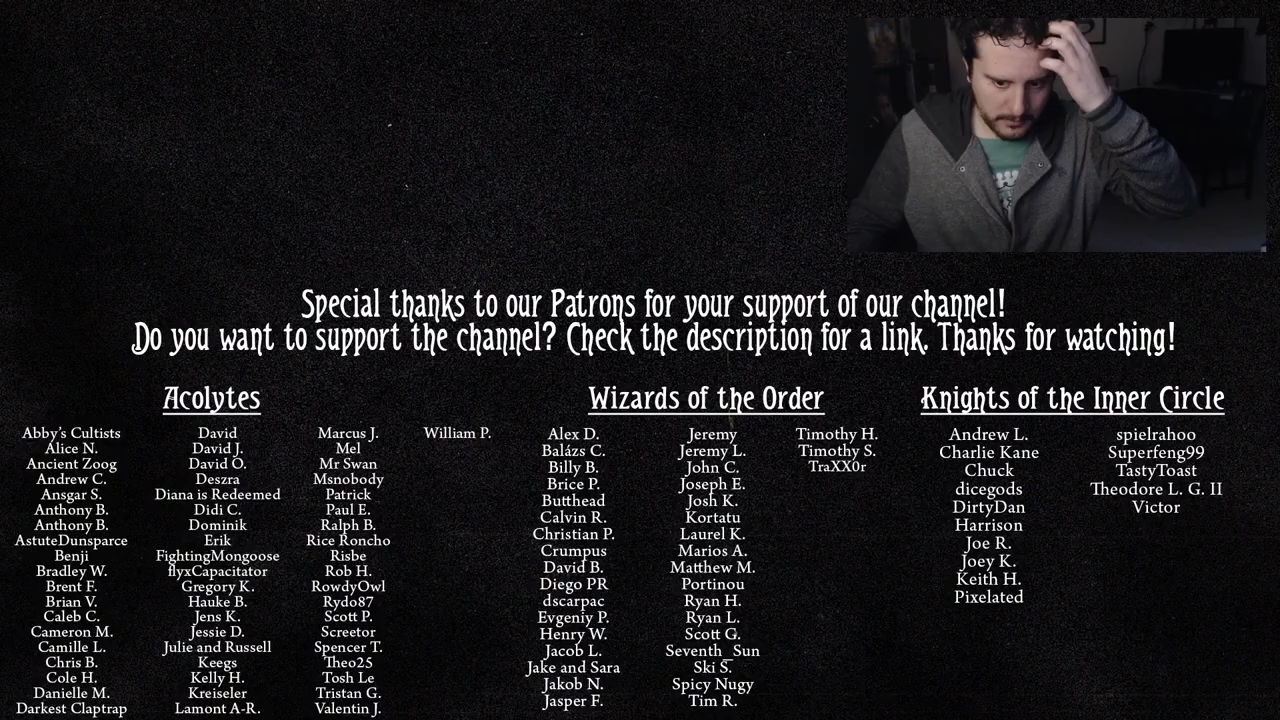 Special thanks to our Patrons for your support of our channel!
Do you want to support the channel? Check the description for a link. Thanks for watching!
Acolytes
Abby's Cultists
Alice N.
Ancient Zoog
Andrew C.
Ansgar S.
Anthony B.
Anthony B.
AstuteDunsparce
Benji
Bradley W.
Brent F.
Brian V.
Caleb C.
Cameron M.
Camille L.
Chris B.
Cole H.
Danielle M.
Darkest Claptrap
David
David J.
David O.
Deszra
Diana is Redeemed
Didi C.
Dominik
Erik
FightingMongoose
flyxCapacitator
Gregory K.
Hauke B.
Jens K.
Jessie D.
Julie and Russell
Keegs
Kelly H.
Kreiseler
Lamont A-R.
Marcus J.
Mel
Mr Swan
Msnobody
Patrick
Paul E.
Ralph B.
Rice Roncho
Risbe
Rob H.
RowdyOwl
Rydo87
Scott P.
Screetor
Spencer T.
Theo25
Tosh Le
Tristan G.
Valentin J.
William P.
Wizards of the Order
Alex D.
Balázs C.
Billy B.
Brice P.
Butthead
Calvin R.
Christian P.
Crumpus
David B.
Diego PR
dscarpac
Evgeniy P.
Henry W.
Jacob L.
Jake and Sara
Jakob N.
Jasper F.
Jeremy
Jeremy L.
John C.
Joseph E.
Josh K.
Kortatu
Laurel K.
Marios A.
Matthew M.
Portinou
Ryan H.
Ryan L.
Scott G.
Seventh_Sun
Ski S.
Spicy Nugy
Tim R.
Timothy H.
Timothy S.
TraXX0r
Knights of the Inner Circle
Andrew L.
Charlie Kane
Chuck
dicegods
DirtyDan
Harrison
Joe R.
Joey K.
Keith H.
Pixelated
spielrahoo
Superfeng99
TastyToast
Theodore L. G. II
Victor